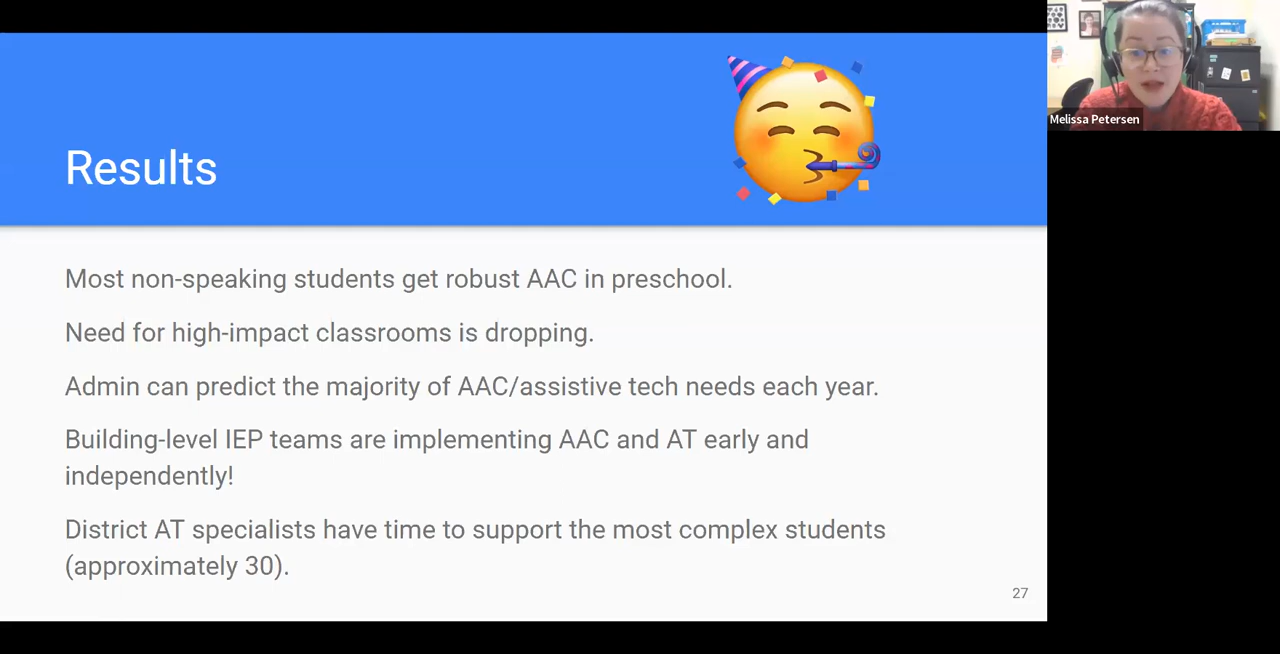 Results
Melissa Petersen
Most non-speaking students get robust AAC in preschool.
Need for high-impact classrooms is dropping.
Admin can predict the majority of AAC/assistive tech needs each year.
Building-level IEP teams are implementing AAC and AT early and
independently!
District AT specialists have time to support the most complex students
(approximately 30).
27